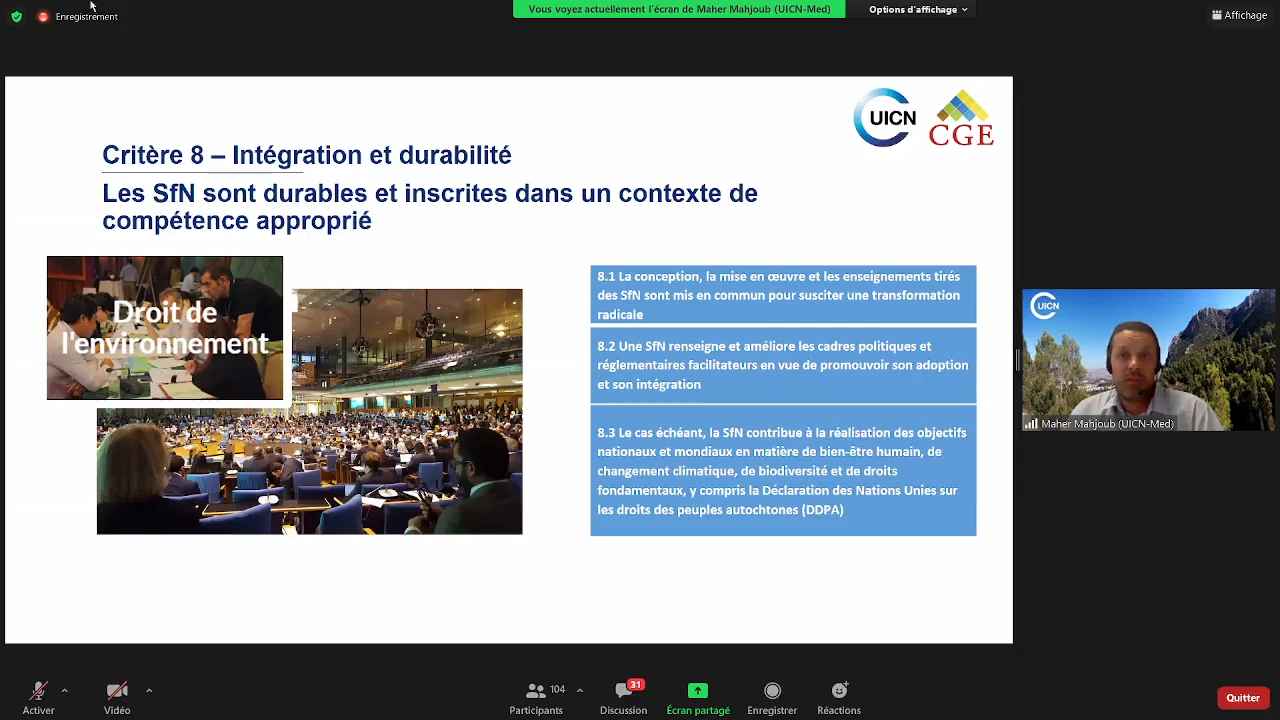 Enregistrement
Vous voyez actuellement l'écran de Maher Mahjoub (UICN-Med)
Options d'affichage
Affichage
UICN
CGE
Critère 8 – Intégration et durabilité
Les SfN sont durables et inscrites dans un contexte de
compétence approprié
Droit de
l'environnement
8.1 La conception, la mise en œuvre et les enseignements tirés
des SfN sont mis en commun pour susciter une transformation
radicale
8.2 Une SfN renseigne et améliore les cadres politiques et
réglementaires facilitateurs en vue de promouvoir son adoption
et son intégration
8.3 Le cas échéant, la SfN contribue à la réalisation des objectifs
nationaux et mondiaux en matière de bien-être humain, de
changement climatique, de biodiversité et de droits
fondamentaux, y compris la Déclaration des Nations Unies sur
les droits des peuples autochtones (DDPA)
UICN
Maher Mahjoub (UICN-Med)
Activer
Vidéo
104
Participants
31
Discussion
Écran partagé
Enregistrer
Réactions
Quitter